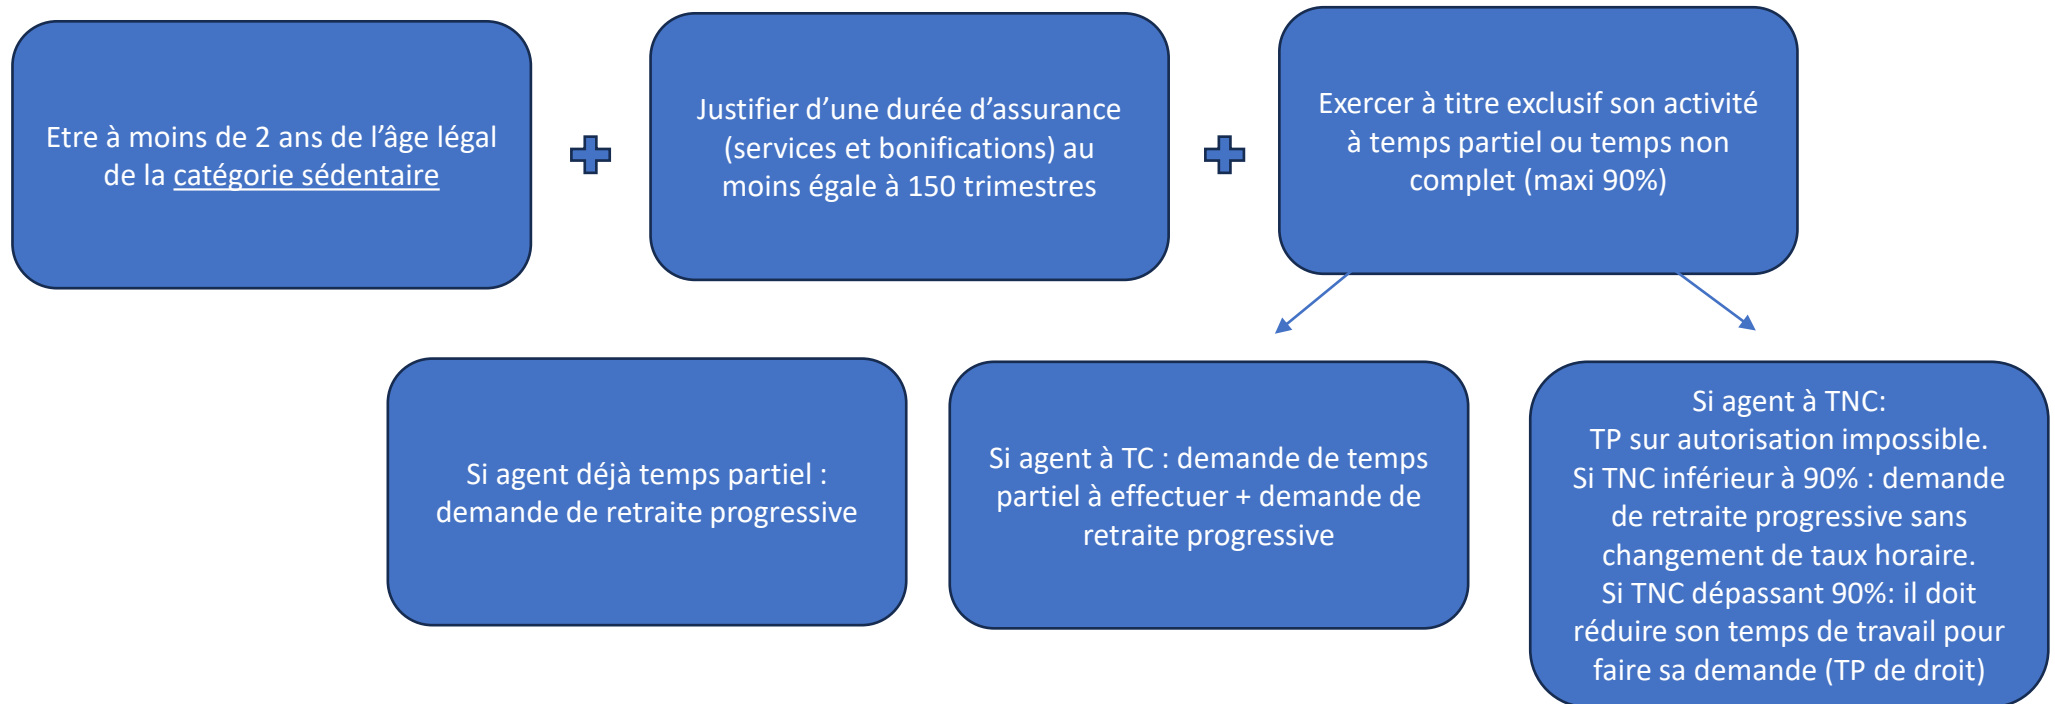 Etre à moins de 2 ans de l’âge légal
de la catégorie sédentaire
Justifier d’une durée d’assurance
(services et bonifications) au
moins égale à 150 trimestres
Exercer à titre exclusif son activité
à temps partiel ou temps non
complet (maxi 90%)
Si agent déjà temps partiel :
demande de retraite progressive
Si agent à TC : demande de temps
partiel à effectuer + demande de
retraite progressive
Si agent à TNC:
TP sur autorisation impossible.
Si TNC inférieur à 90% : demande
de retraite progressive sans
changement de taux horaire.
Si TNC dépassant 90%: il doit
réduire son temps de travail pour
faire sa demande (TP de droit)